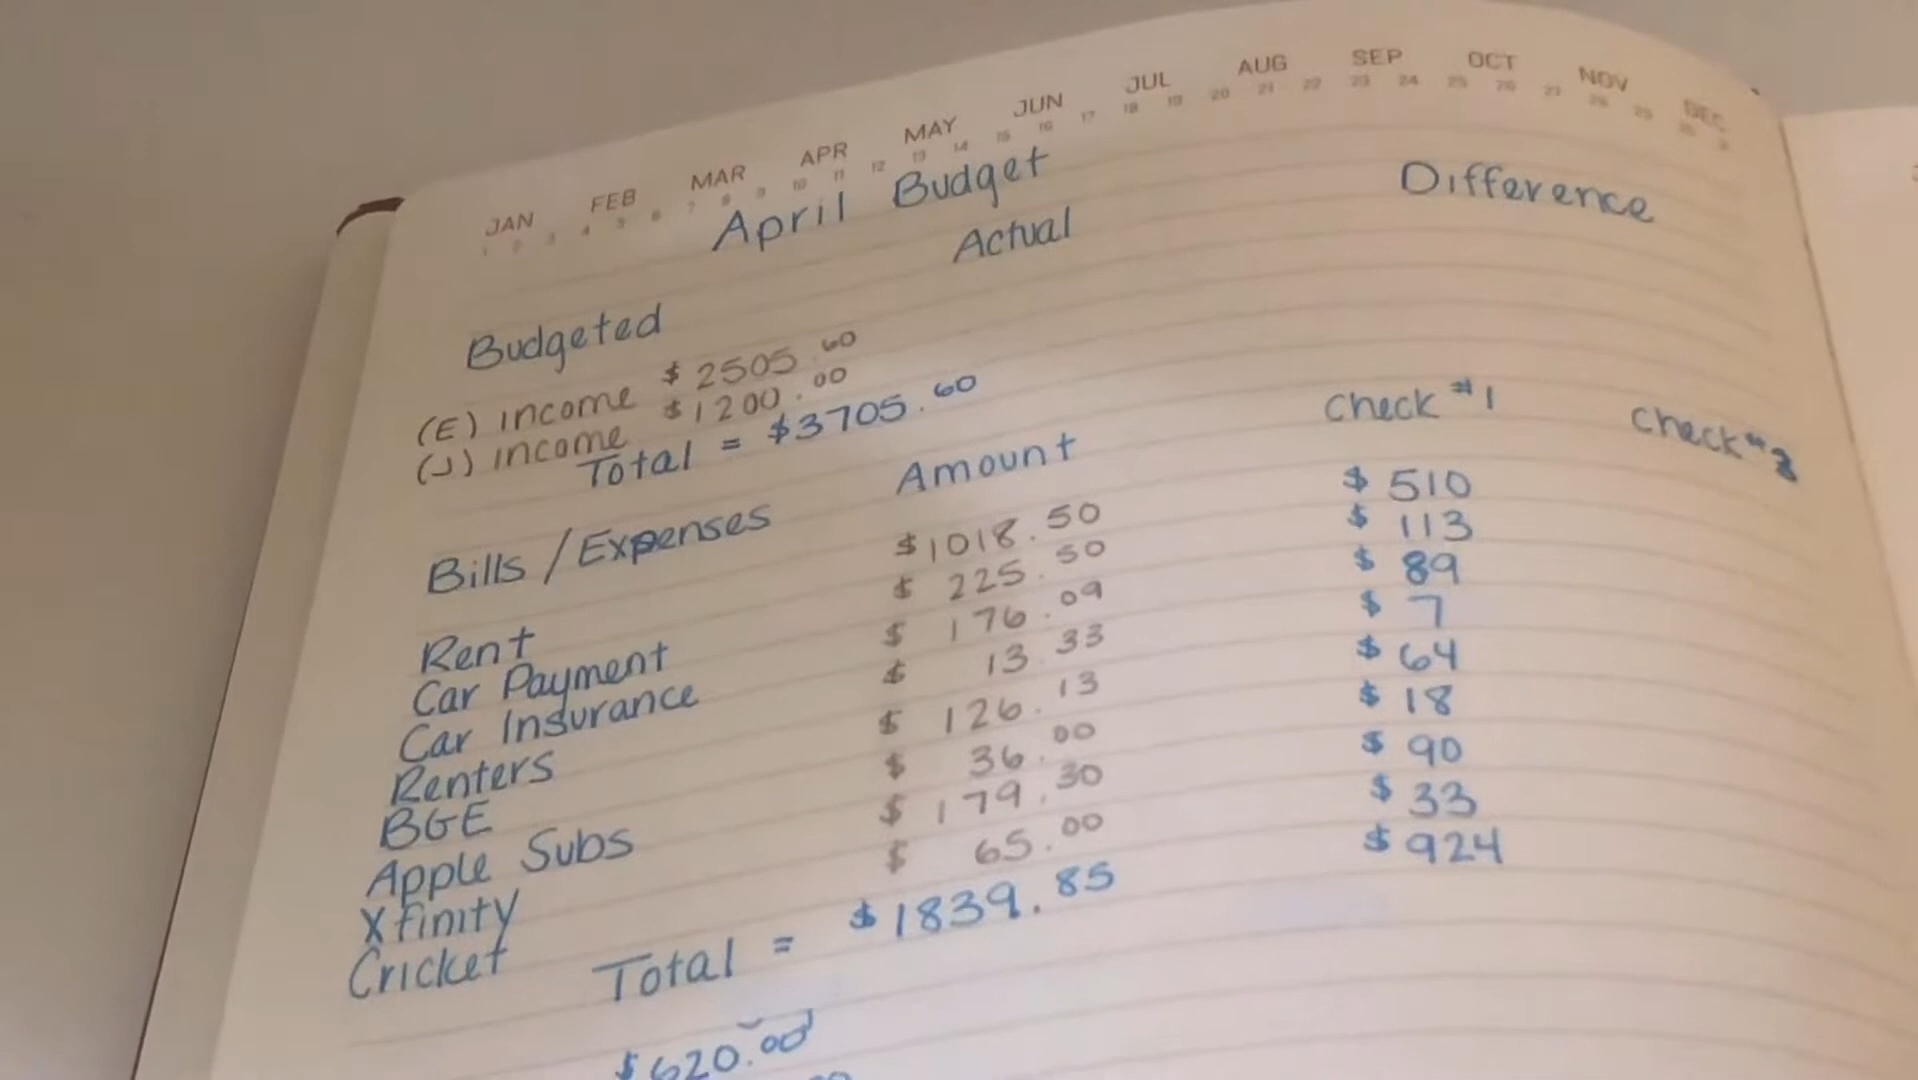 JAN FEB MAR APR MAY JUN JUL AUG SEP OCT NOV DEC
April Budget
Actual Difference
Budgeted
(E) income $2505.60
(J) income $1200.00
Total = $3705.60
Bills/Expenses Amount Check #1 Check #2
Rent $1018.50 $510
Car Payment $225.50 $113
Car Insurance $176.09 $89
Renters $13.33 $7
BGE $126.13 $64
Apple Subs $36.00 $18
Xfinity $179.30 $90
Cricket $65.00 $33
Total = $1839.85 $924
$620.00